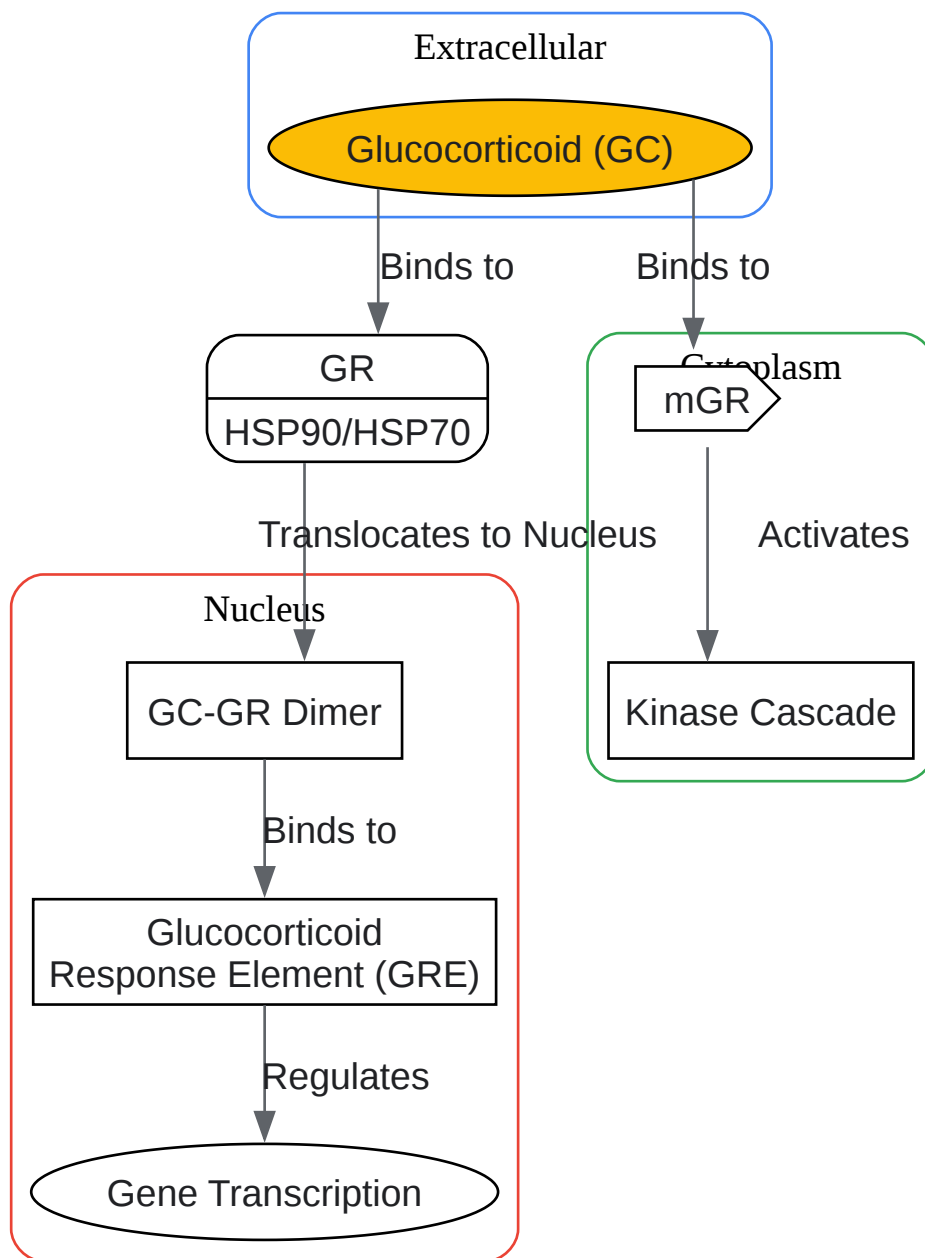 Extracellular
Glucocorticoid (GC)
Binds to
Binds to
GR
HSP90/HSP70
Cytoplasm
mGR
Translocates to Nucleus
Activates
Nucleus
GC-GR Dimer
Kinase Cascade
Binds to
Glucocorticoid
Response Element (GRE)
Regulates
Gene Transcription